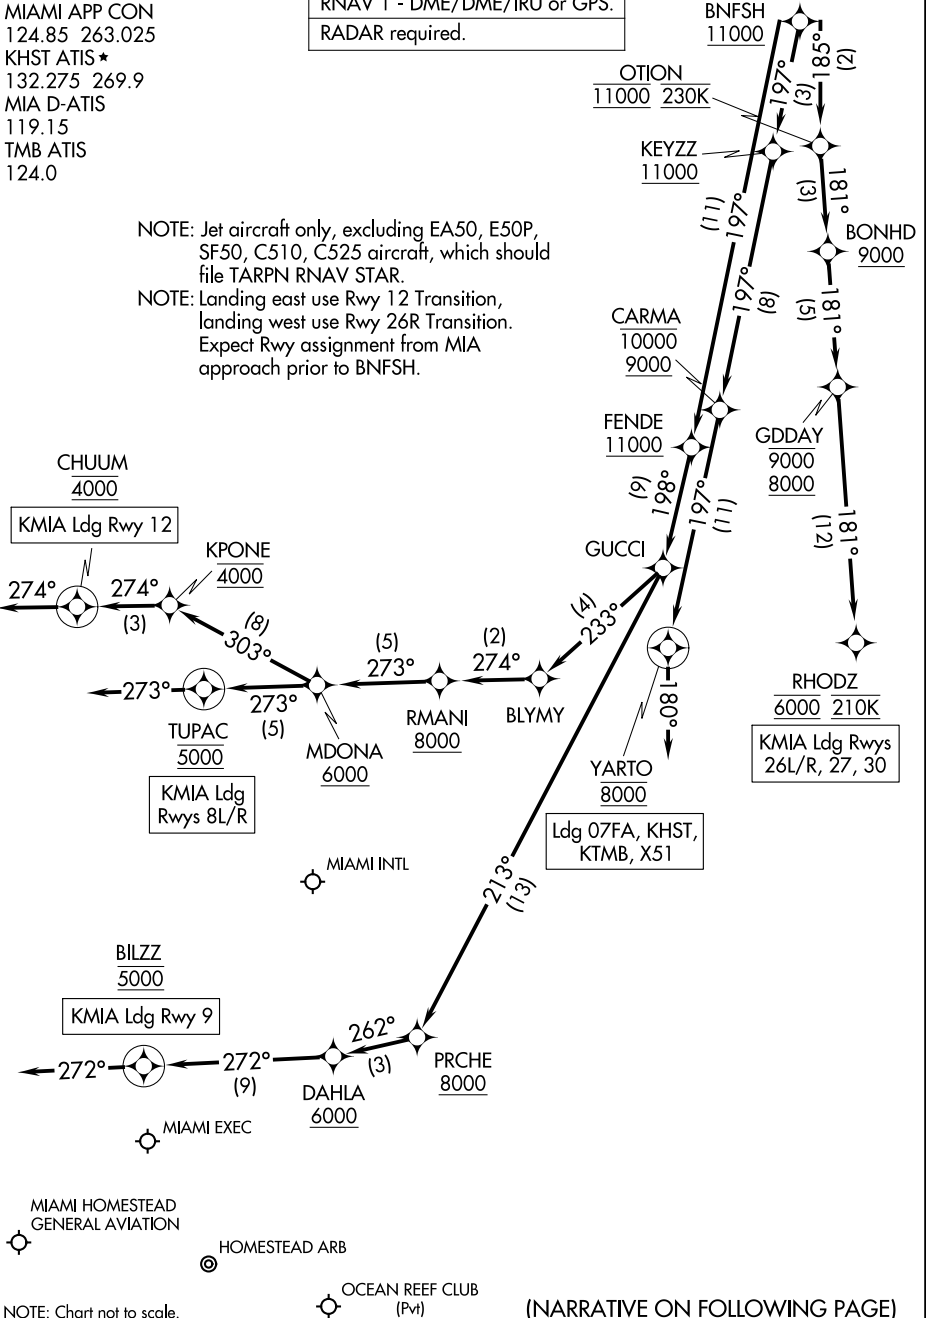 MIAMI APP CON
124.85 263.025
KHST ATIS★
132.275 269.9
MIA D-ATIS
119.15
TMB ATIS
124.0
RNAV 1 - DME/DME/IRU or GPS.
RADAR required.
BNFSH
11000
197°
(3)
185°
(2)
OTION
11000 230K
KEYZZ
11000
(11)
197°
181°
(3)
BONHD
9000
NOTE: Jet aircraft only, excluding EA50, E50P,
SF50, C510, C525 aircraft, which should
file TARPN RNAV STAR.
NOTE: Landing east use Rwy 12 Transition,
landing west use Rwy 26R Transition.
Expect Rwy assignment from MIA
approach prior to BNFSH.
197°
(8)
181°
(5)
CARMA
10000
9000
FENDE
11000
GDDAY
9000
8000
(9)
198°
197°
(11)
181°
(12)
CHUUM
4000
KMIA Ldg Rwy 12
KPONE
4000
GUCCI
274°
274°
(3)
(8)
303°
(4)
233°
(5)
273°
(2)
274°
273°
273°
(5)
TUPAC
5000
KMIA Ldg
Rwys 8L/R
MDONA
6000
RMANI
8000
BLYMY
180°
YARTO
8000
Ldg 07FA, KHST,
KTMB, X51
RHODZ
6000 210K
KMIA Ldg Rwys
26L/R, 27, 30
MIAMI INTL
213°
(13)
BILZZ
5000
KMIA Ldg Rwy 9
272°
272°
(9)
262°
(3)
DAHLA
6000
PRCHE
8000
MIAMI EXEC
MIAMI HOMESTEAD
GENERAL AVIATION
HOMESTEAD ARB
OCEAN REEF CLUB
(Pvt)
NOTE: Chart not to scale.
(NARRATIVE ON FOLLOWING PAGE)